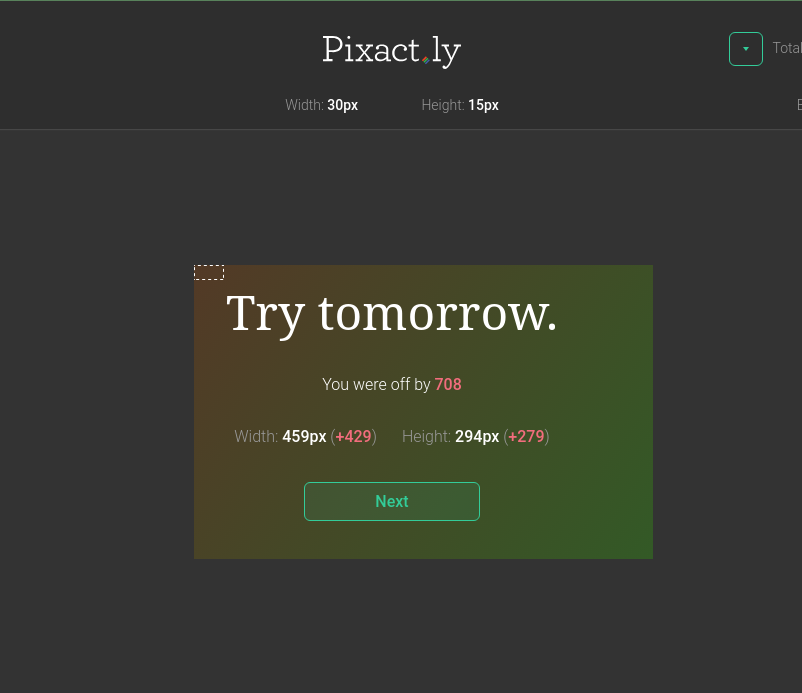 Pixact.ly
Total
Width: 30px Height: 15px
Try tomorrow.
You were off by 708
Width: 459px (+429) Height: 294px (+279)
Next